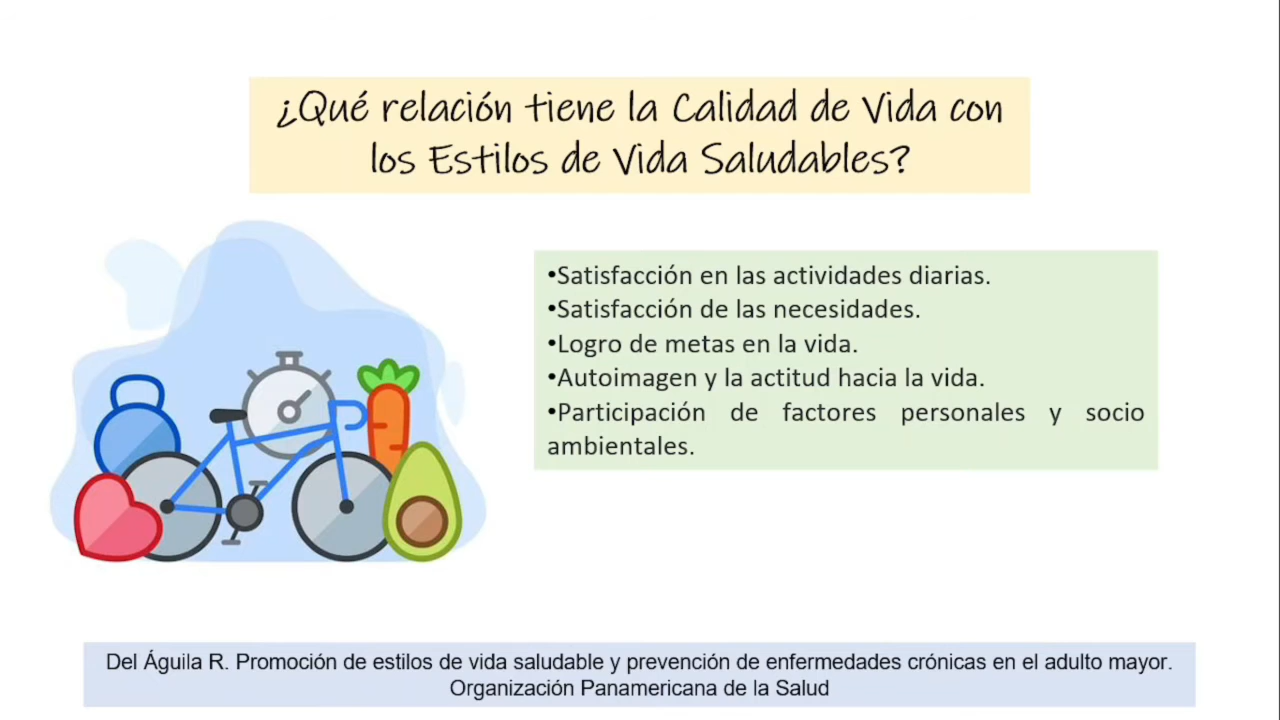 ¿Qué relación tiene la Calidad de Vida con
los Estilos de Vida Saludables?
•Satisfacción en las actividades diarias.
•Satisfacción de las necesidades.
•Logro de metas en la vida.
•Autoimagen y la actitud hacia la vida.
•Participación de factores personales y socio
ambientales.
Del Águila R. Promoción de estilos de vida saludable y prevención de enfermedades crónicas en el adulto mayor.
Organización Panamericana de la Salud